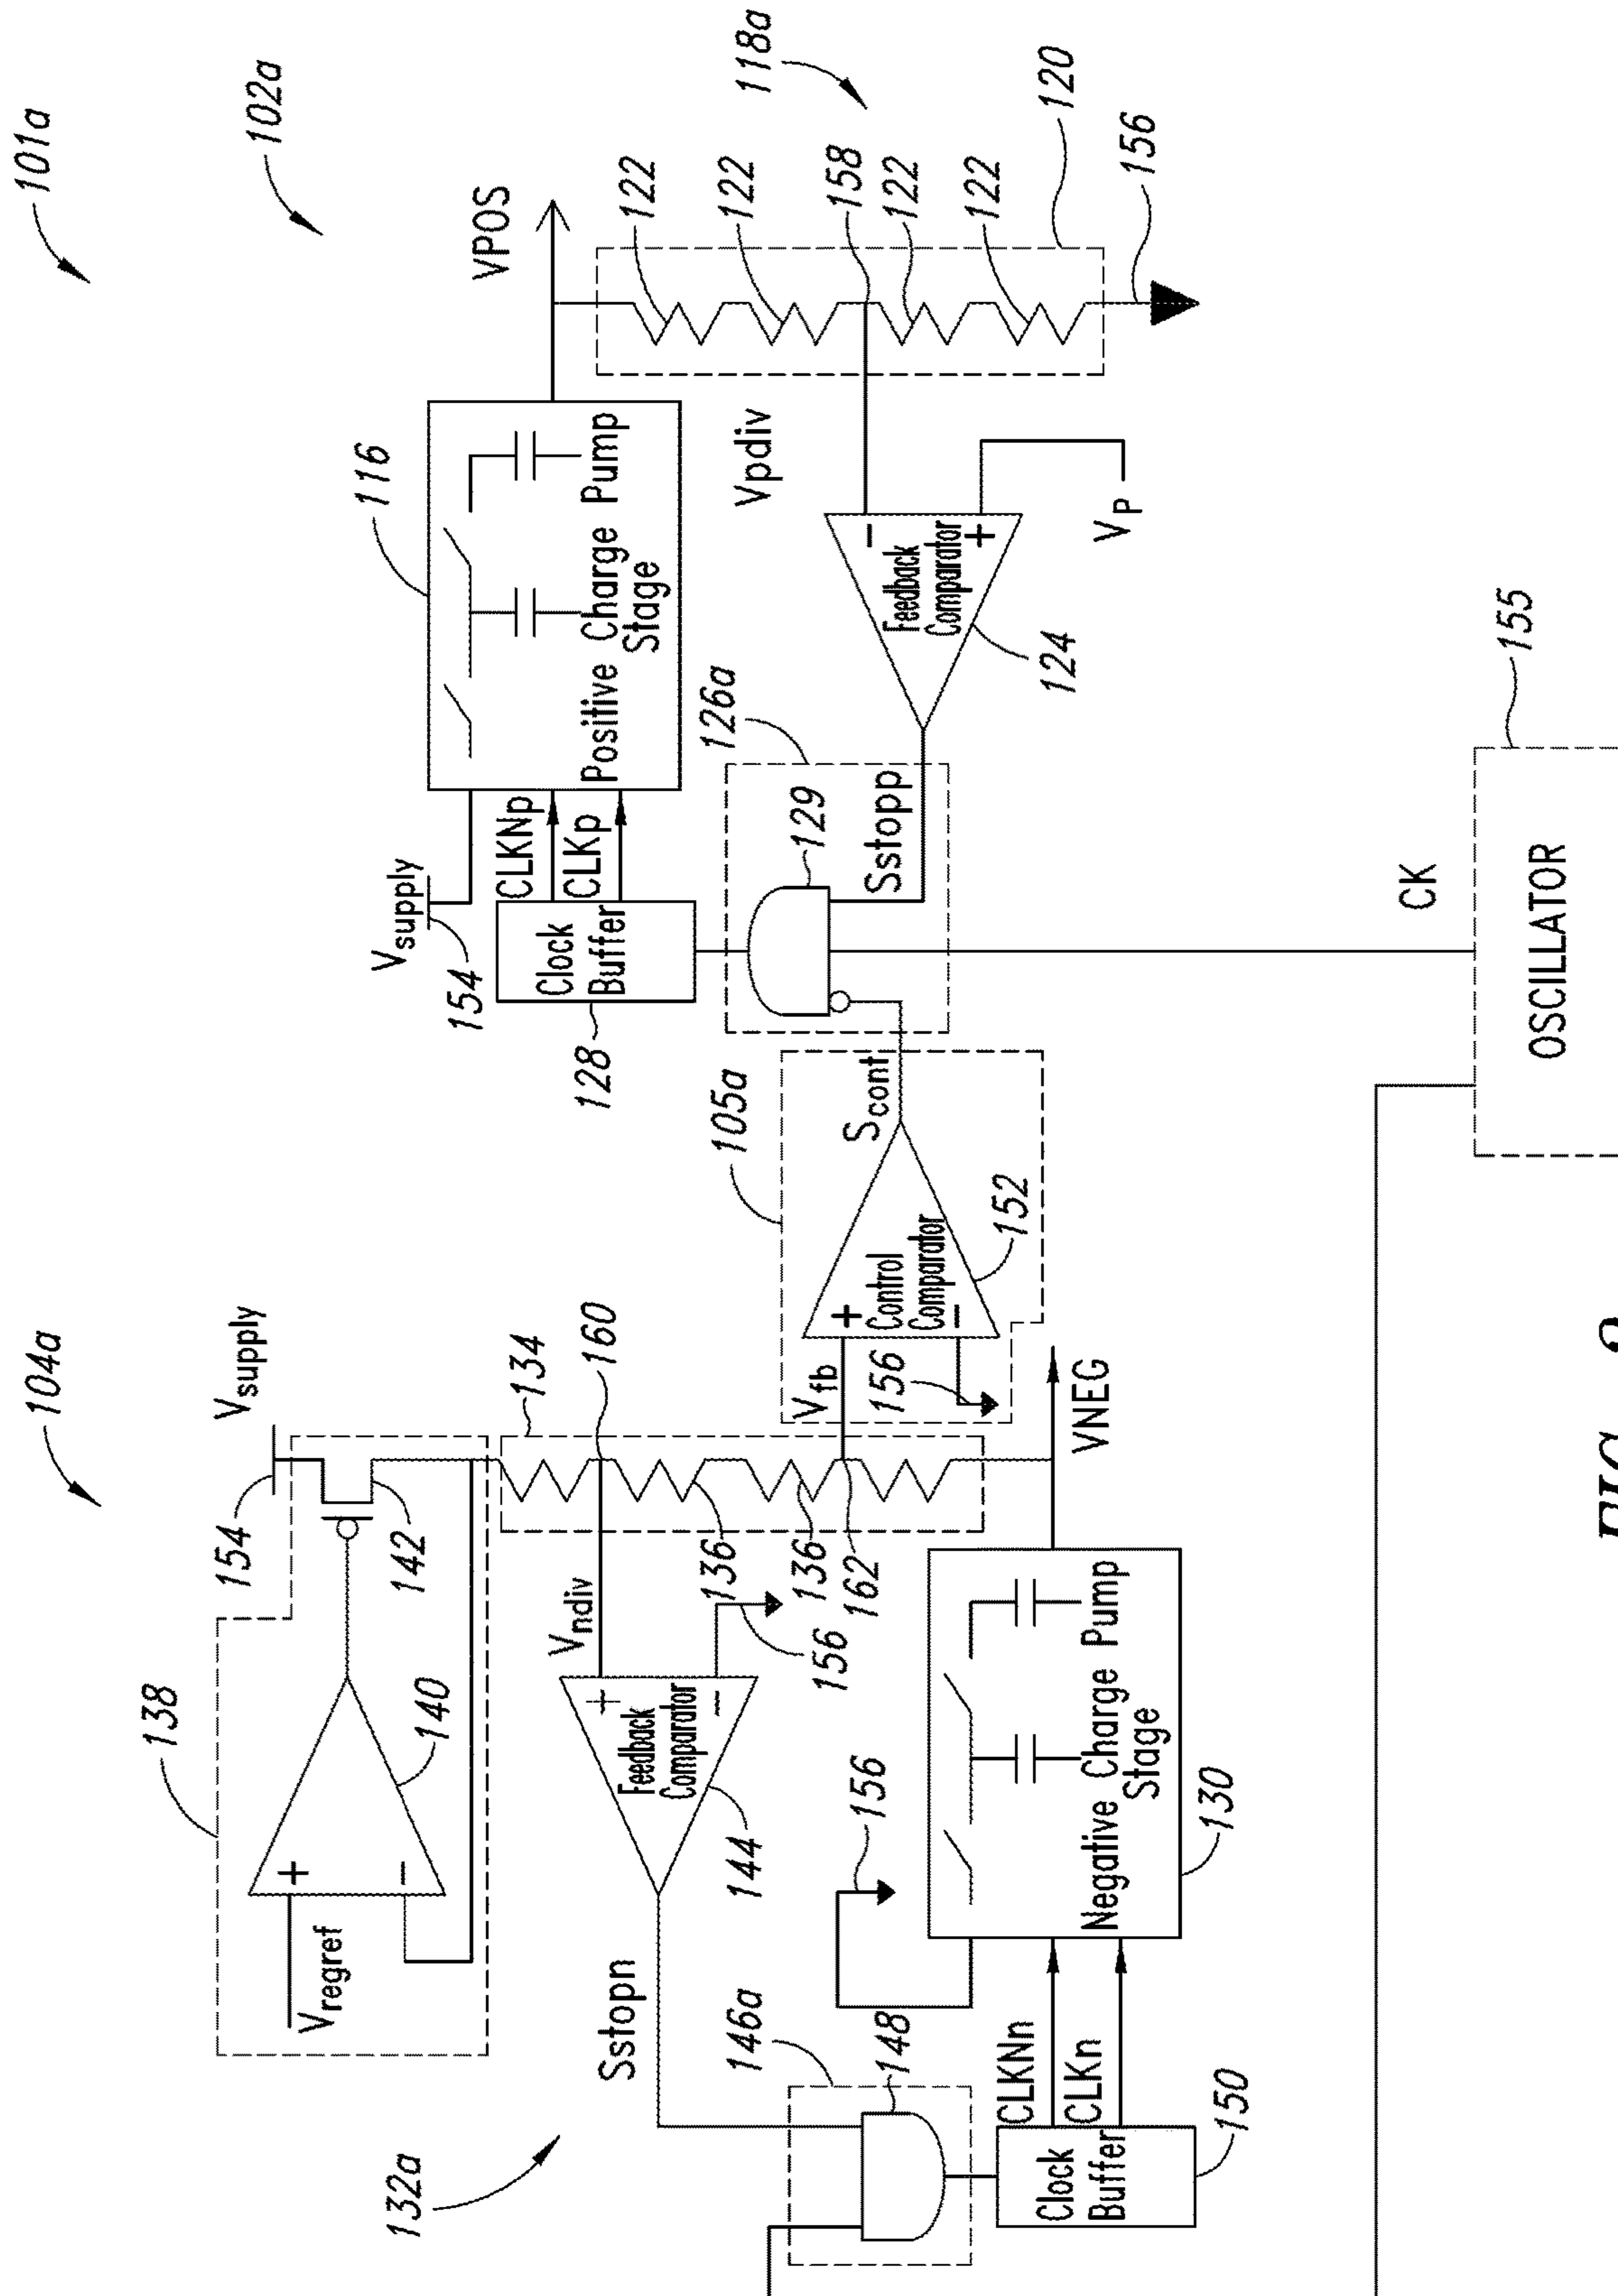 101a
104a
102a
138
154
Vsupply
Vregref
+
−
140
142
134
160
VPOS
118a
132a
Sstopn
Vndiv
+
−
Feedback
Comparator
144
156
136
136
162
Vsupply
154
116
CLKNp
CLKp
Positive Charge Pump
Stage
Clock
Buffer
128
122
122
158
122
122
120
156
146a
148
156
105a
Vfb
156
+
−
Control
Comparator
152
Scont
126a
129
Sstopp
Vpdiv
−
+
Feedback
Comparator
124
VP
CLKNn
CLKn
Clock
Buffer
150
Negative Charge Pump
Stage
130
VNEG
CK
155
OSCILLATOR
FIG.